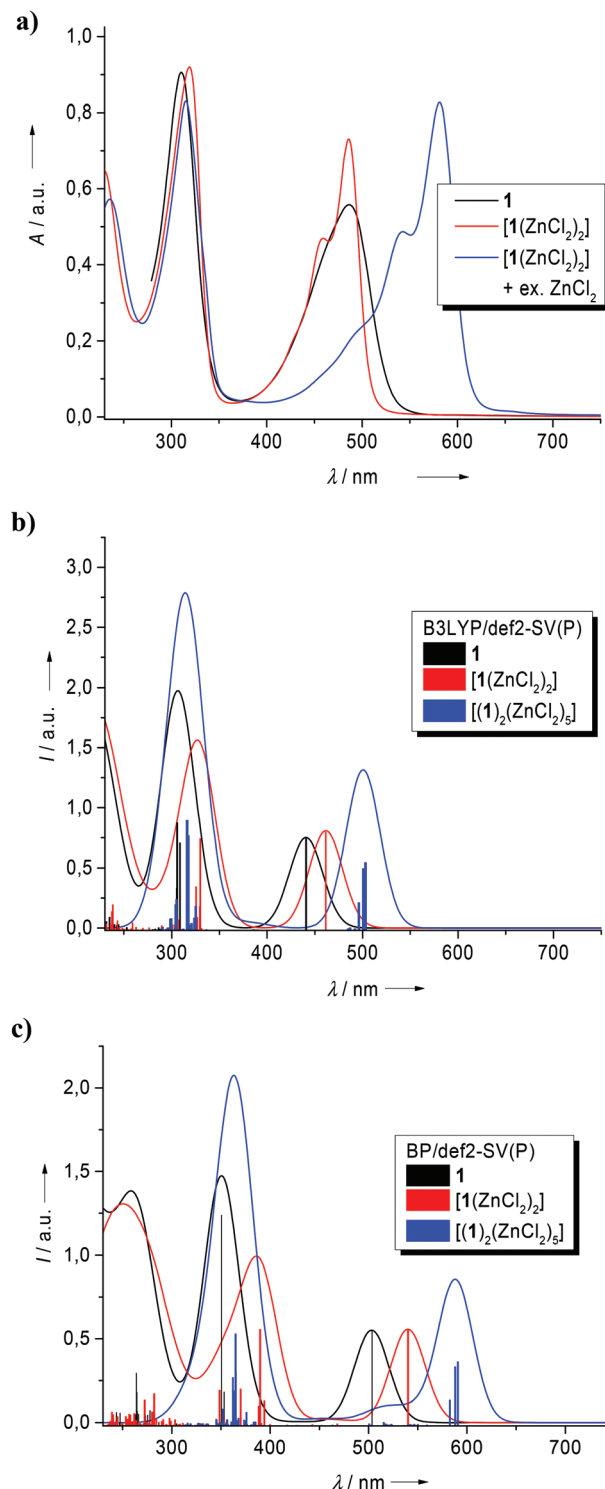 a)
1,0
0,8
0,6
0,4
0,2
0,0
A / a.u.
1
[1(ZnCl₂)₂]
[1(ZnCl₂)₂]
+ ex. ZnCl₂
300 400 500 600 700
λ / nm
b)
3,0
2,5
2,0
1,5
1,0
0,5
0,0
I / a.u.
B3LYP/def2-SV(P)
1
[1(ZnCl₂)₂]
[(1)₂(ZnCl₂)₅]
300 400 500 600 700
λ / nm
c)
2,0
1,5
1,0
0,5
0,0
I / a.u.
BP/def2-SV(P)
1
[1(ZnCl₂)₂]
[(1)₂(ZnCl₂)₅]
300 400 500 600 700
λ / nm